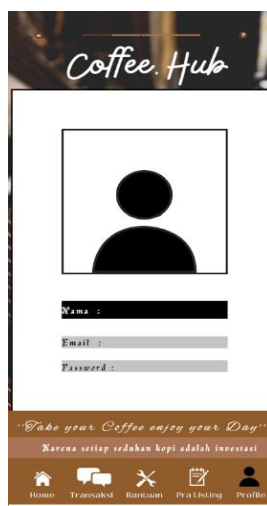 Coffee. Hub
Nama :
Email :
Password :
"Take your Coffee enjoy your Day"
Karena setiap seduhan kopi adalah investasi
Home Transaksi Bantuan Pra Listing Profile